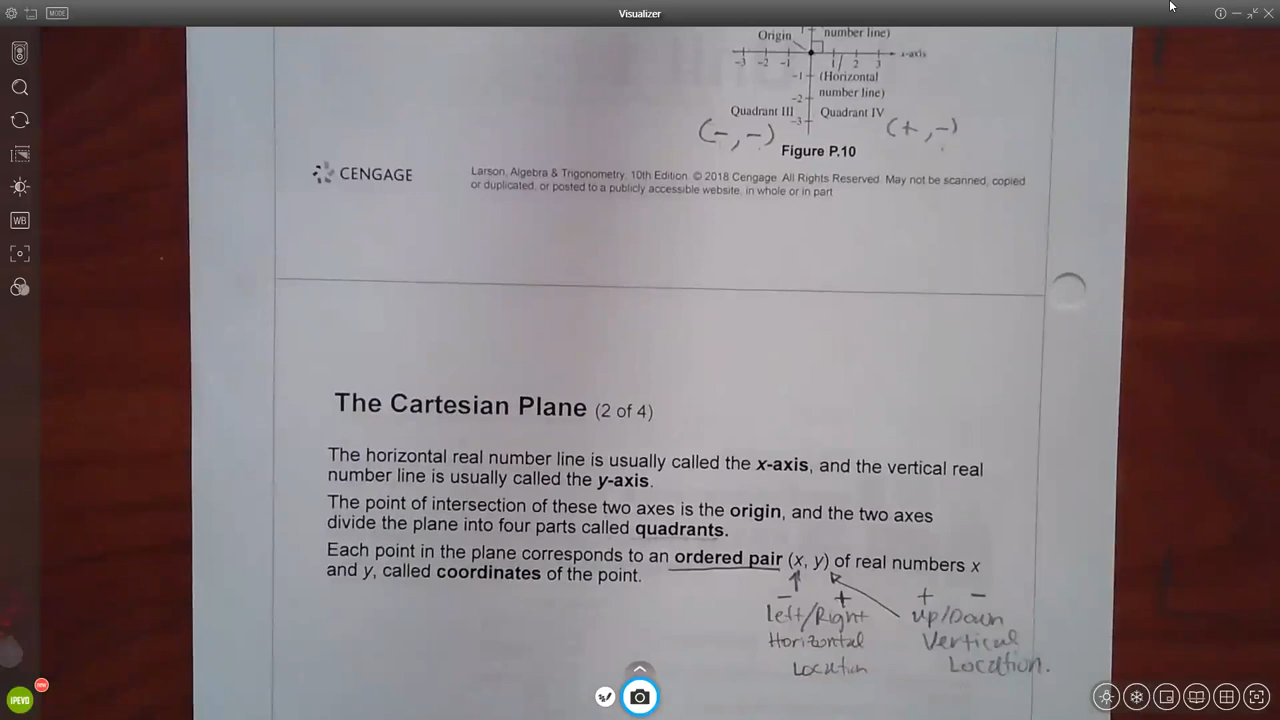 MODE
Visualizer
WB
Origin
number line)
x-axis
-3 -2 -1 1 2 3
-1
(Horizontal
number line)
-2
Quadrant III
Quadrant IV
-3
(-,-)
(+,-)
Figure P.10
CENGAGE
Larson, Algebra & Trigonometry, 10th Edition. © 2018 Cengage. All Rights Reserved. May not be scanned, copied
or duplicated, or posted to a publicly accessible website, in whole or in part
The Cartesian Plane (2 of 4)
The horizontal real number line is usually called the x-axis, and the vertical real
number line is usually called the y-axis.
The point of intersection of these two axes is the origin, and the two axes
divide the plane into four parts called quadrants.
Each point in the plane corresponds to an ordered pair (x, y) of real numbers x
and y, called coordinates of the point.
- + + -
Left/Right Up/Down
Horizontal Vertical
Location Location.
IPEVO
new